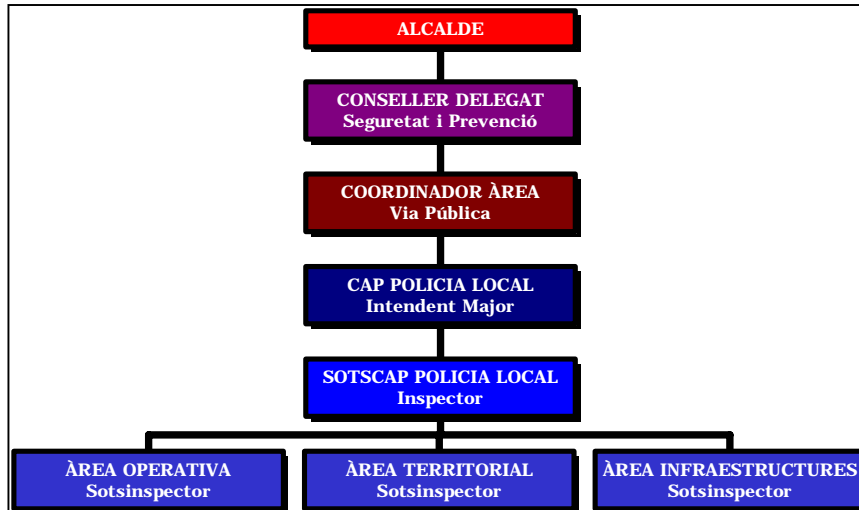 ALCALDE
CONSELLER DELEGAT
Seguretat i Prevenció
COORDINADOR ÀREA
Via Pública
CAP POLICIA LOCAL
Intendent Major
SOTSCAP POLICIA LOCAL
Inspector
ÀREA OPERATIVA
Sotsinspector
ÀREA TERRITORIAL
Sotsinspector
ÀREA INFRAESTRUCTURES
Sotsinspector